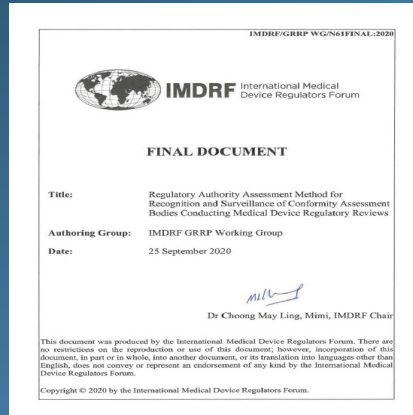 IMDRF/GRRP WG/N61FINAL:2020
IMDRF International Medical
Device Regulators Forum
FINAL DOCUMENT
Title: Regulatory Authority Assessment Method for
Recognition and Surveillance of Conformity Assessment
Bodies Conducting Medical Device Regulatory Reviews
Authoring Group: IMDRF GRRP Working Group
Date: 25 September 2020
Dr Choong May Ling, Mimi, IMDRF Chair
This document was produced by the International Medical Device Regulators Forum. There are
no restrictions on the reproduction or use of this document; however, incorporation of this
document, in part or in whole, into another document, or its translation into languages other than
English, does not convey or represent an endorsement of any kind by the International Medical
Device Regulators Forum.
Copyright © 2020 by the International Medical Device Regulators Forum.